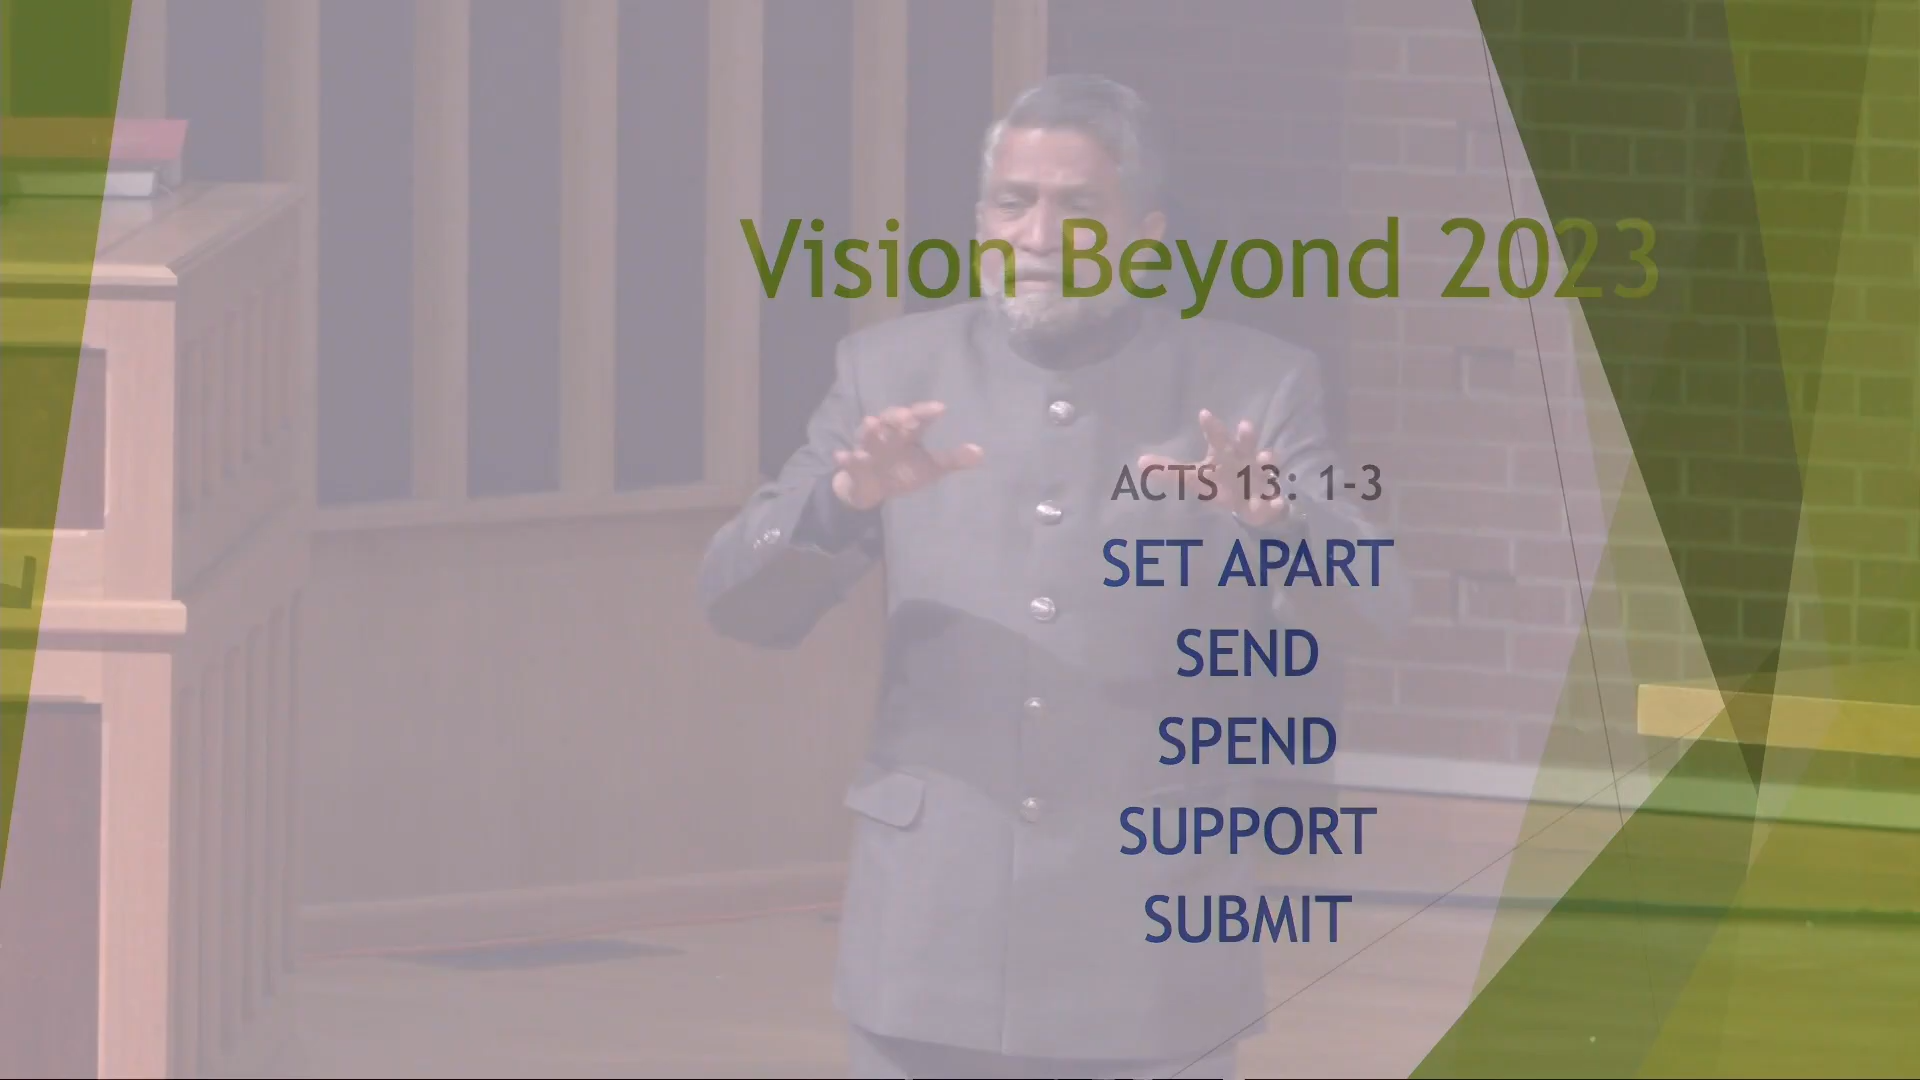 Vision Beyond 2023
ACTS 13: 1-3
SET APART
SEND
SPEND
SUPPORT
SUBMIT